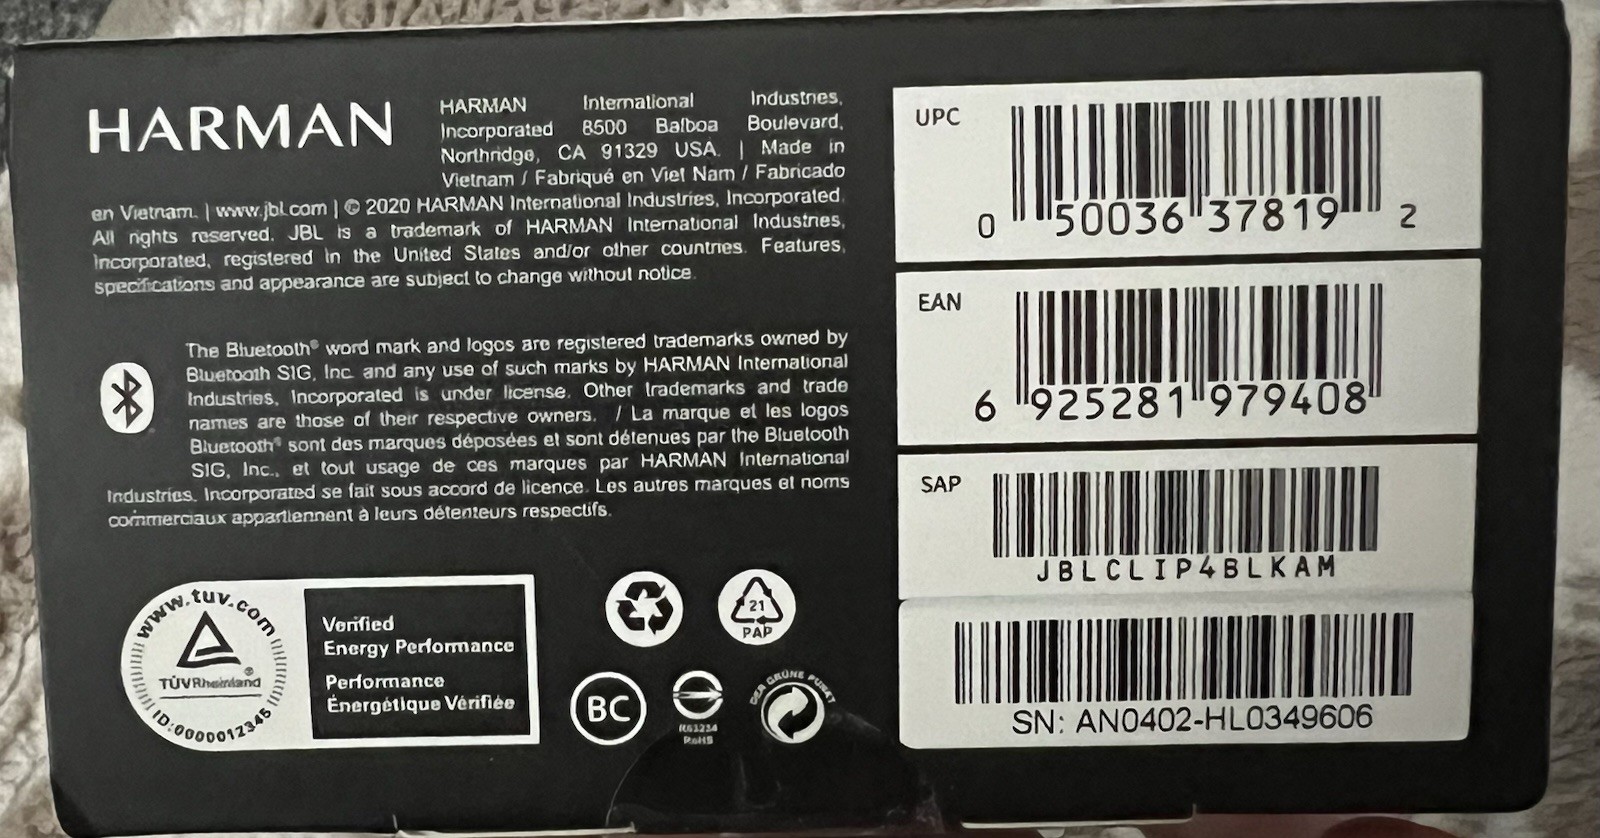 HARMAN
HARMAN International Industries,
Incorporated 8500 Balboa Boulevard,
Northridge, CA 91329 USA. | Made in
Vietnam / Fabriqué en Viet Nam / Fabricado
en Vietnam. | www.jbl.com | © 2020 HARMAN International Industries, Incorporated.
All rights reserved. JBL is a trademark of HARMAN International Industries,
Incorporated, registered in the United States and/or other countries. Features,
specifications and appearance are subject to change without notice.
The Bluetooth® word mark and logos are registered trademarks owned by
Bluetooth SIG, Inc. and any use of such marks by HARMAN International
Industries, Incorporated is under license. Other trademarks and trade
names are those of their respective owners. / La marque et les logos
Bluetooth® sont des marques déposées et sont détenues par the Bluetooth
SIG, Inc., et tout usage de ces marques par HARMAN International
Industries, Incorporated se fait sous accord de licence. Les autres marques et noms
commerciaux appartiennent à leurs détenteurs respectifs.
www.tuv.com
TÜVRheinland®
ID:0000012345
Verified
Energy Performance
Performance
Énergétique Vérifiée
21
PAP
BC
R63234
RoHS
DER GRÜNE PUNKT
UPC
0 50036 37819 2
EAN
6 925281 979408
SAP
JBLCLIP4BLKAM
SN: AN0402-HL0349606